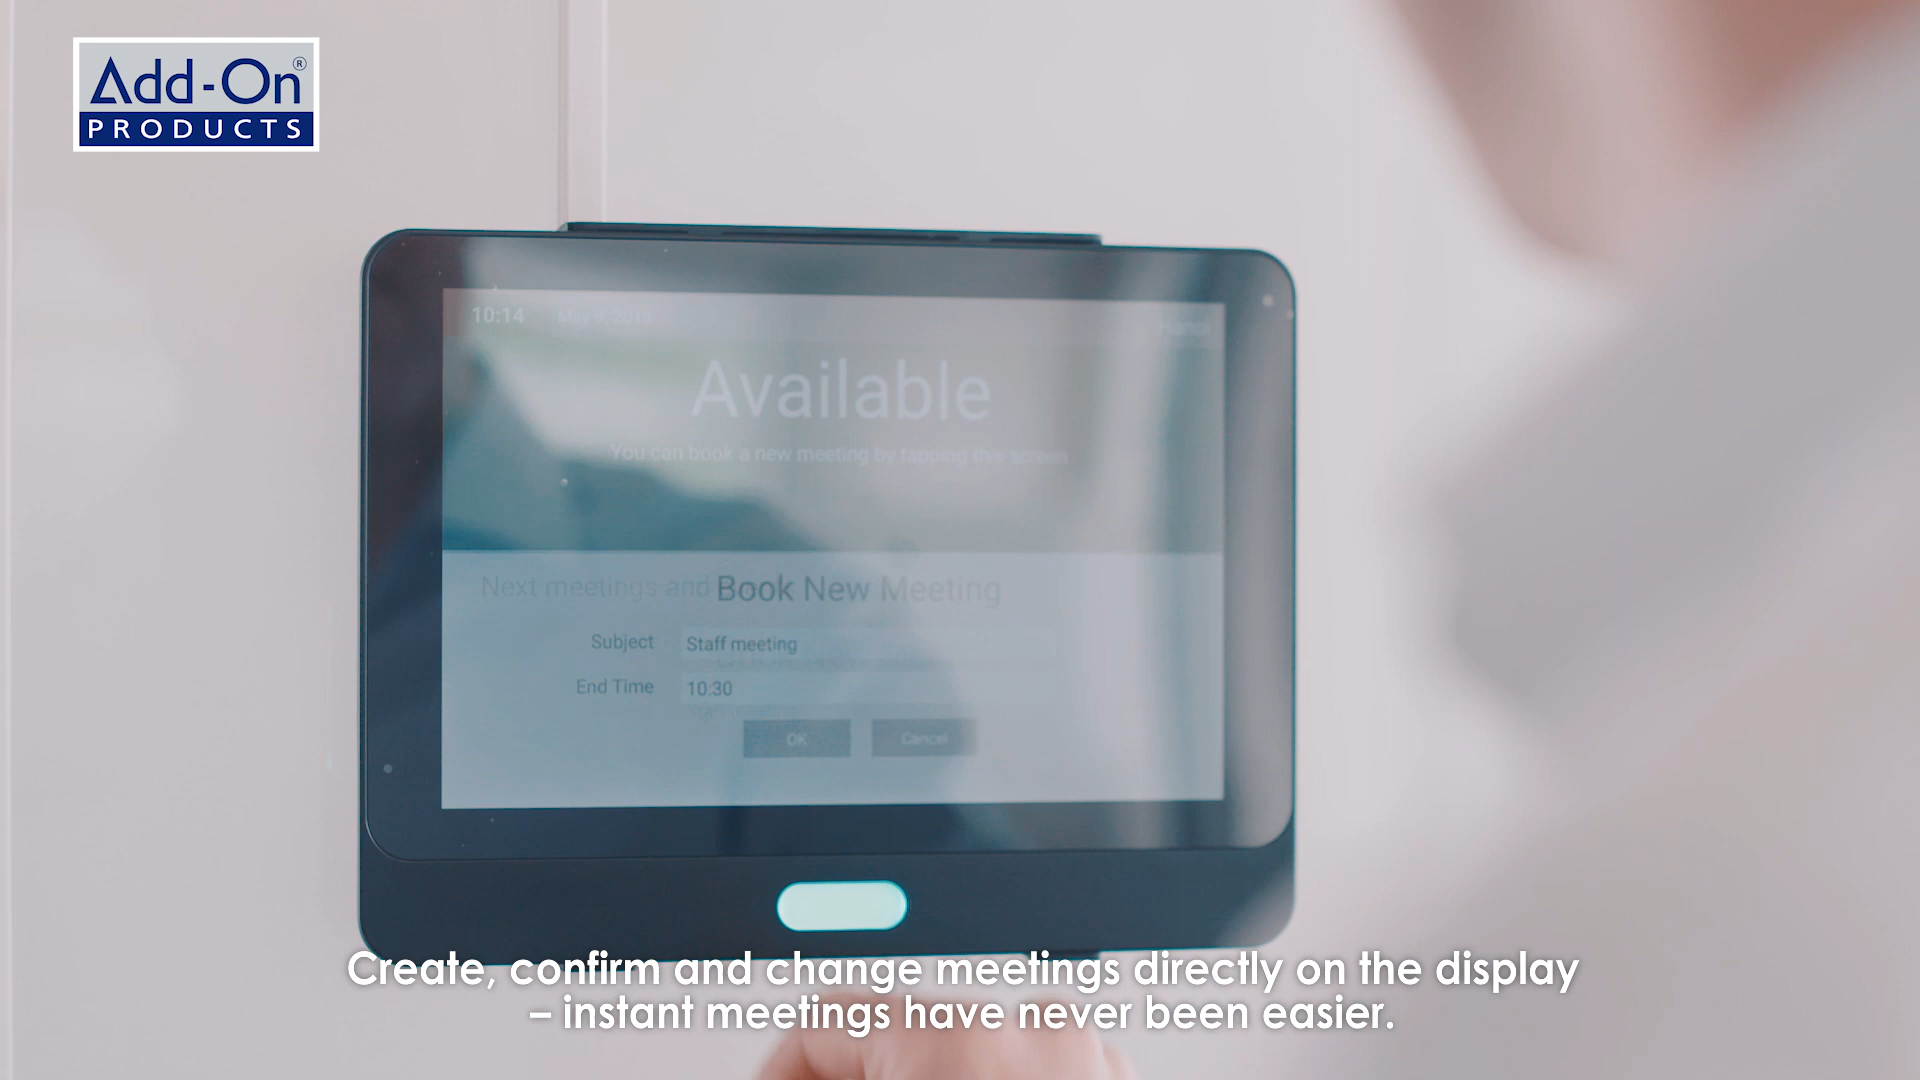 Add-On®
PRODUCTS
10:14 May
Available
You can book a new meeting by tapping this screen
Next meetings and
Book New Meeting
Subject Staff meeting
End Time 10:30
OK Cancel
Create, confirm and change meetings directly on the display
– instant meetings have never been easier.